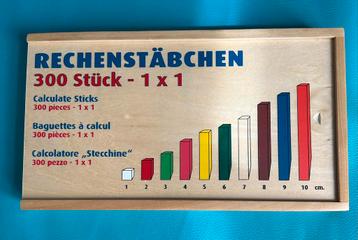 RECHENSTÄBCHEN
300 Stück - 1 x 1
Calculate Sticks
300 pieces - 1 x 1
Baguettes à calcul
300 pièces - 1 x 1
Calcolatore „Stecchine“
300 pezzo - 1 x 1
1 2 3 4 5 6 7 8 9 10 cm.